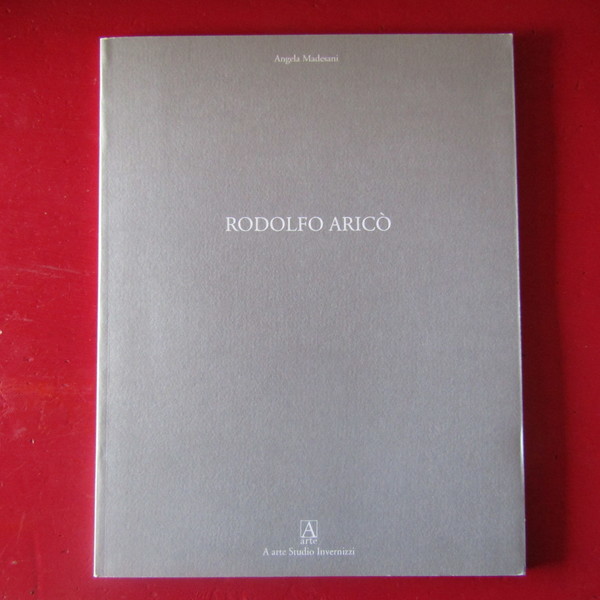 Angela Madesani
RODOLFO ARICÒ
A
arte
A arte Studio Invernizzi